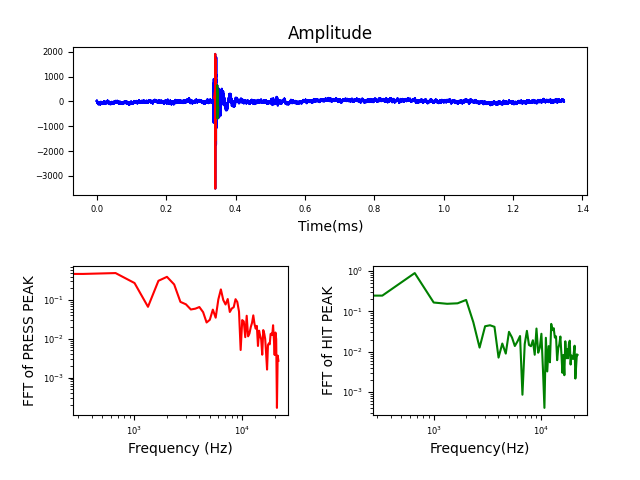 Amplitude
2000
1000
0
−1000
−2000
−3000
0.0 0.2 0.4 0.6 0.8 1.0 1.2 1.4
Time(ms)
FFT of PRESS PEAK
10⁻¹
10⁻²
10⁻³
10³ 10⁴
Frequency (Hz)
FFT of HIT PEAK
10⁰
10⁻¹
10⁻²
10⁻³
10³ 10⁴
Frequency(Hz)